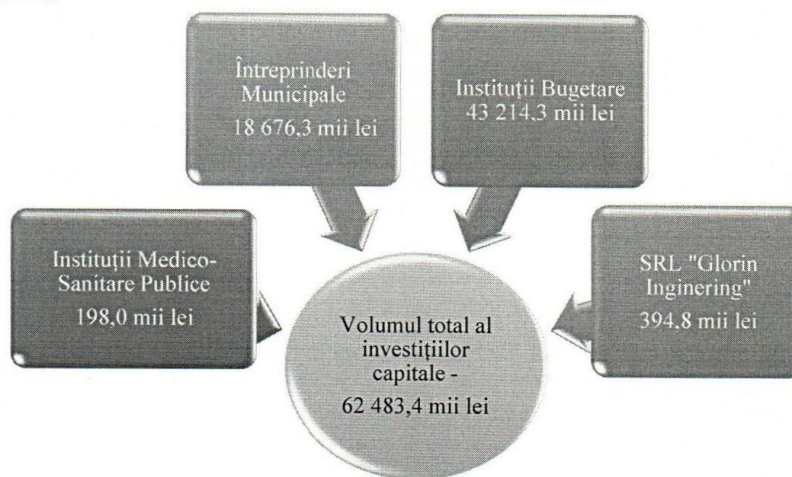 Întreprinderi
Municipale
18 676,3 mii lei
Instituții Bugetare
43 214,3 mii lei
Instituții Medico-
Sanitare Publice
198,0 mii lei
SRL "Glorin
Inginering"
394,8 mii lei
Volumul total al
investițiilor
capitale -
62 483,4 mii lei